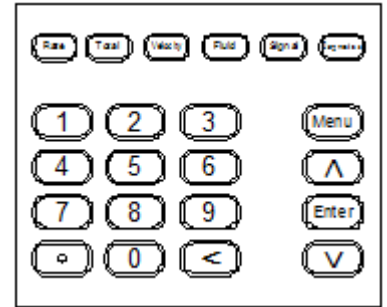 Rate Total Velocity Fluid Signal
1 2 3 Menu
4 5 6 ∧
7 8 9 Enter
. 0 < ∨